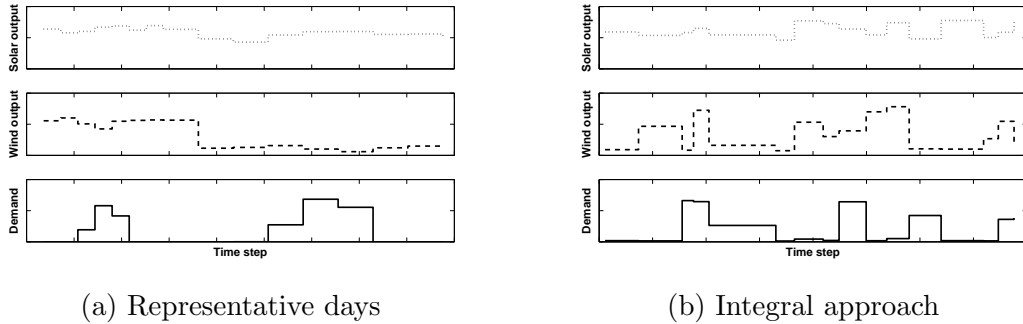 Solar output
Wind output
Demand
Time step
(a) Representative days
Solar output
Wind output
Demand
Time step
(b) Integral approach